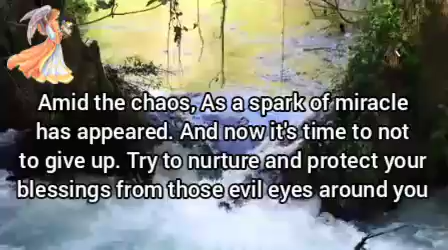 Amid the chaos, As a spark of miracle
has appeared. And now it's time to not
to give up. Try to nurture and protect your
blessings from those evil eyes around you